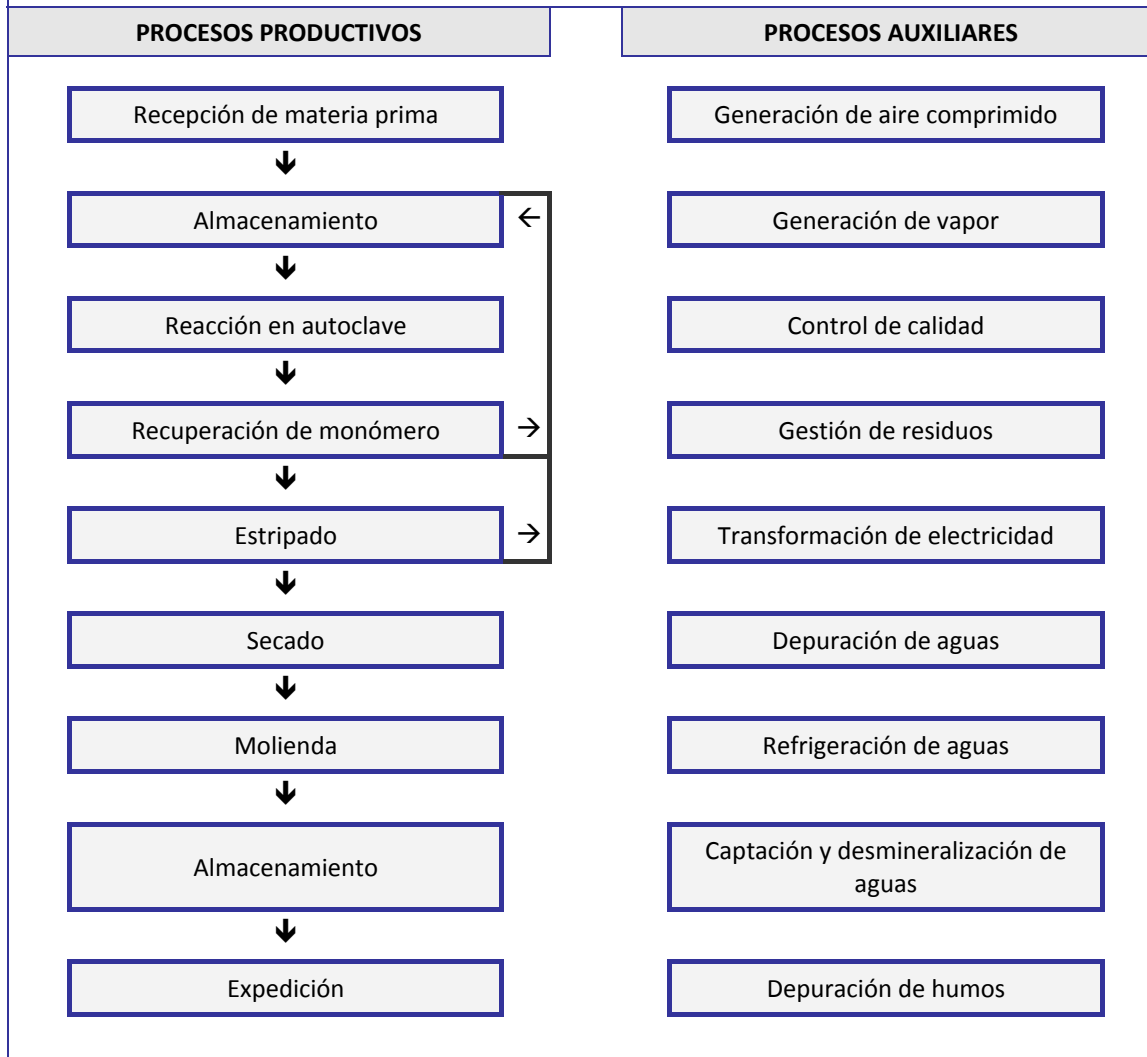 PROCESOS PRODUCTIVOS
PROCESOS AUXILIARES
Recepción de materia prima
Almacenamiento
Reacción en autoclave
Recuperación de monómero
Estripado
Secado
Molienda
Almacenamiento
Expedición
Generación de aire comprimido
Generación de vapor
Control de calidad
Gestión de residuos
Transformación de electricidad
Depuración de aguas
Refrigeración de aguas
Captación y desmineralización de
aguas
Depuración de humos